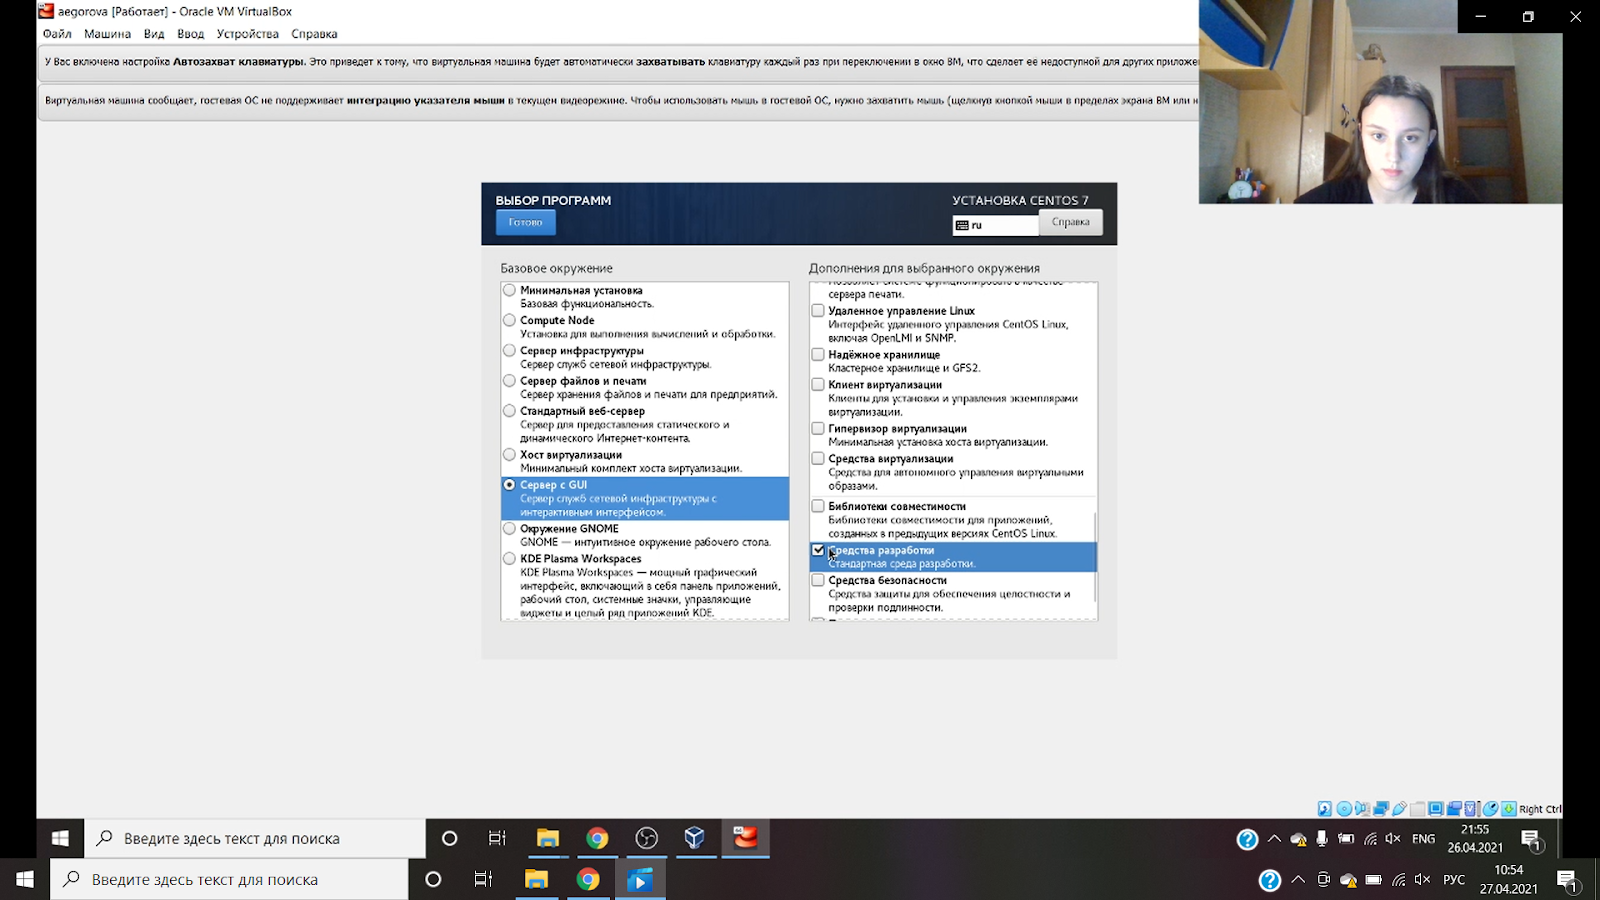 aegorova [Работает] - Oracle VM VirtualBox
Файл Машина Вид Ввод Устройства Справка
У Вас включена настройка Автозахват клавиатуры. Это приведет к тому, что виртуальная машина будет автоматически захватывать клавиатуру каждый раз при переключении в окно ВМ, что сделает ее недоступной для других приложе
Виртуальная машина сообщает, гостевая ОС не поддерживает интеграцию указателя мыши в текущем видеорежиме. Чтобы использовать мышь в гостевой ОС, нужно захватить мышь (щелкнув кнопкой мыши в пределах экрана ВМ или н
ВЫБОР ПРОГРАММ
УСТАНОВКА CENTOS 7
Готово
ru
Справка
Базовое окружение
Минимальная установка
Базовая функциональность.
Compute Node
Установка для выполнения вычислений и обработки.
Сервер инфраструктуры
Сервер служб сетевой инфраструктуры.
Сервер файлов и печати
Сервер хранения файлов и печати для предприятий.
Стандартный веб-сервер
Сервер для предоставления статического и
динамического Интернет-контента.
Хост виртуализации
Минимальный комплект хоста виртуализации.
Сервер с GUI
Сервер служб сетевой инфраструктуры с
интерактивным интерфейсом.
Окружение GNOME
GNOME — интуитивное окружение рабочего стола.
KDE Plasma Workspaces
KDE Plasma Workspaces — мощный графический
интерфейс, включающий в себя панель приложений,
рабочий стол, системные значки, управляющие
виджеты и целый ряд приложений KDE.
Дополнения для выбранного окружения
Позволяет системе функционировать в качестве
сервера печати.
Удаленное управление Linux
Интерфейс удаленного управления CentOS Linux,
включая OpenLMI и SNMP.
Надёжное хранилище
Кластерное хранилище и GFS2.
Клиент виртуализации
Клиенты для установки и управления экземплярами
виртуализации.
Гипервизор виртуализации
Минимальная установка хоста виртуализации.
Средства виртуализации
Средства для автономного управления виртуальными
образами.
Библиотеки совместимости
Библиотеки совместимости для приложений,
созданных в предыдущих версиях CentOS Linux.
Средства разработки
Стандартная среда разработки.
Средства безопасности
Средства защиты для обеспечения целостности и
проверки подлинности.
Right Ctrl
Введите здесь текст для поиска
ENG
21:55
26.04.2021
1
Введите здесь текст для поиска
РУС
10:54
27.04.2021
1